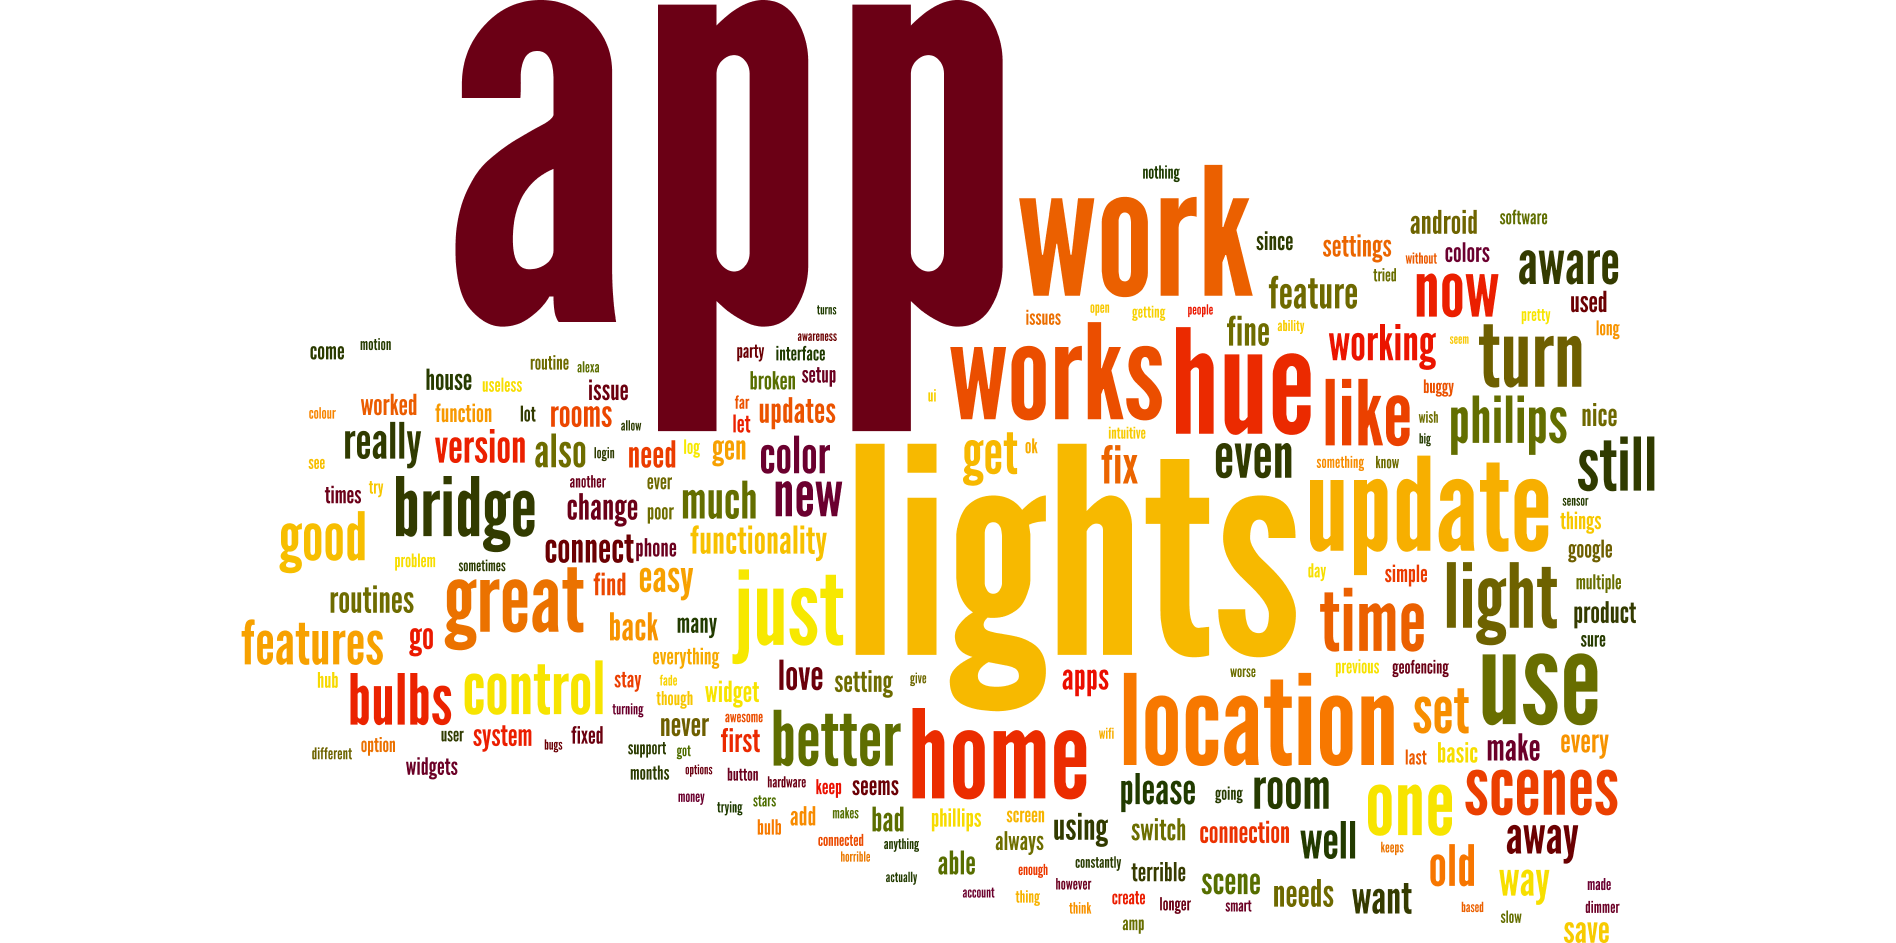 app
work
nothing
since
settings
android
software
without
colors
aware
tried
feature
now
used
issues
open
getting
people
fine
ability
working
seem
turn
pretty
long
turns
awareness
party
interface
broken
setup
far
updates
let
come
motion
routine
alexa
house
useless
issue
colour
worked
function
lot
rooms
allow
ui
works
hue
like
buggy
wish
big
philips
nice
really
version
also
login
need
log
gen
color
get
ok
intuitive
fix
even
something
know
still
see
times
try
bridge
another
change
ever
poor
much
new
lights
update
sensor
things
good
connect
phone
functionality
google
problem
sometimes
great
find
easy
just
day
simple
light
multiple
routines
time
product
features
go
back
many
sure
everything
hub
bulbs
control
stay
fade
though
widget
love
setting
give
apps
worse
previous
geofencing
use
turning
never
awesome
better
home
wifi
location
set
different
option
user
system
bugs
fixed
support
got
first
last
basic
make
every
widgets
months
options
button
hardware
keep
seems
please
going
room
one
scenes
money
trying
stars
bulb
add
makes
bad
phillips
screen
using
switch
connection
well
keeps
away
connected
horrible
anything
always
able
enough
constantly
terrible
old
way
actually
account
thing
however
think
create
longer
scene
smart
needs
want
based
made
slow
dimmer
amp
save